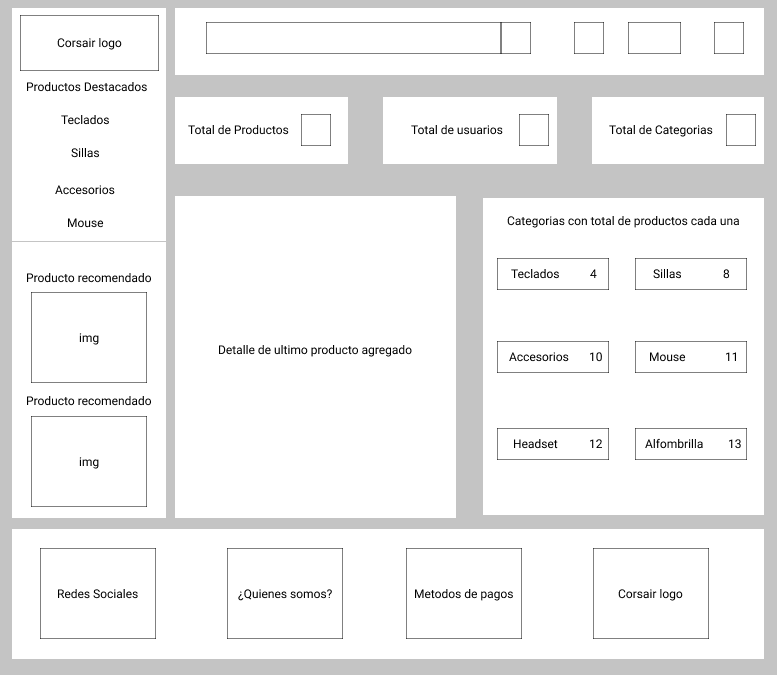 Corsair logo
Productos Destacados
Teclados
Sillas
Accesorios
Mouse
Producto recomendado
img
Producto recomendado
img
Total de Productos
Total de usuarios
Total de Categorias
Detalle de ultimo producto agregado
Categorias con total de productos cada una
Teclados 4
Sillas 8
Accesorios 10
Mouse 11
Headset 12
Alfombrilla 13
Redes Sociales
¿Quienes somos?
Metodos de pagos
Corsair logo